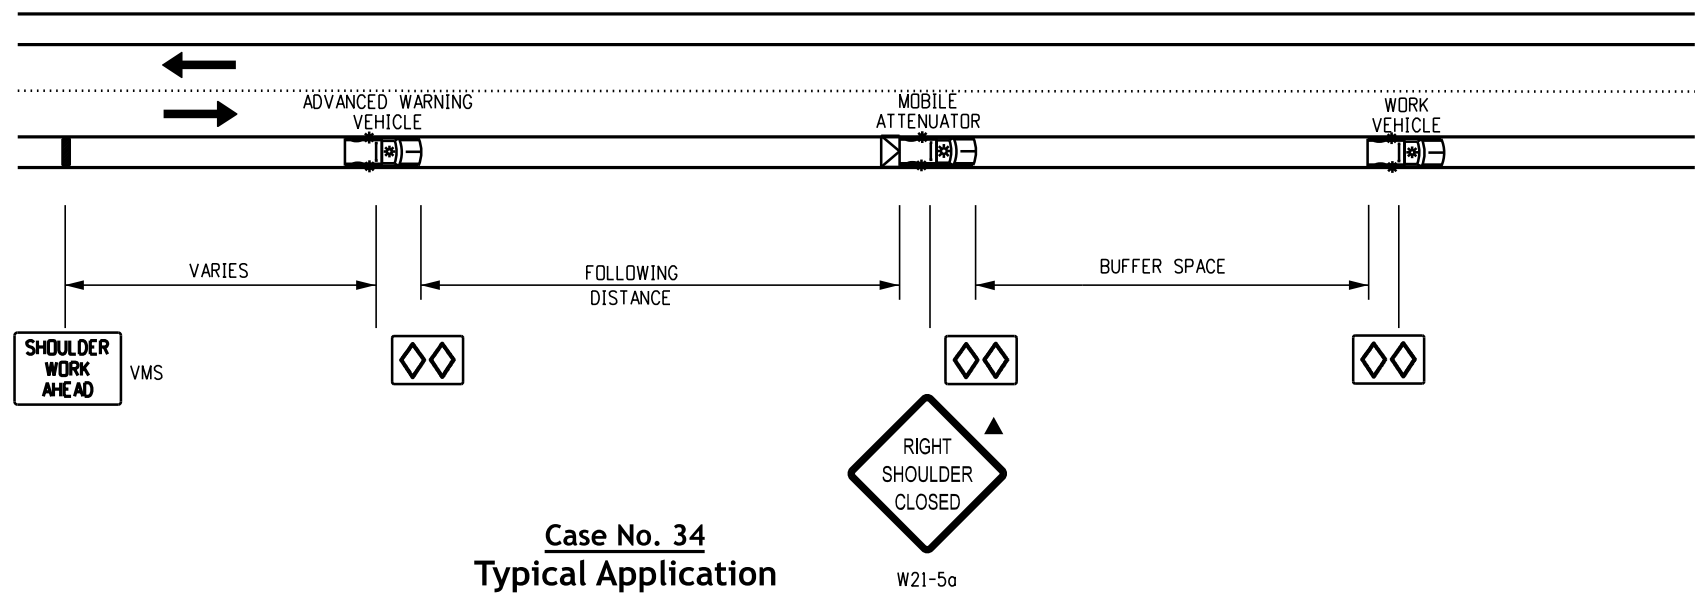 ADVANCED WARNING
VEHICLE
MOBILE
ATTENUATOR
WORK
VEHICLE
VARIES
FOLLOWING
DISTANCE
BUFFER SPACE
SHOULDER
WORK
AHEAD
VMS
RIGHT
SHOULDER
CLOSED
W21-5a
Case No. 34
Typical Application